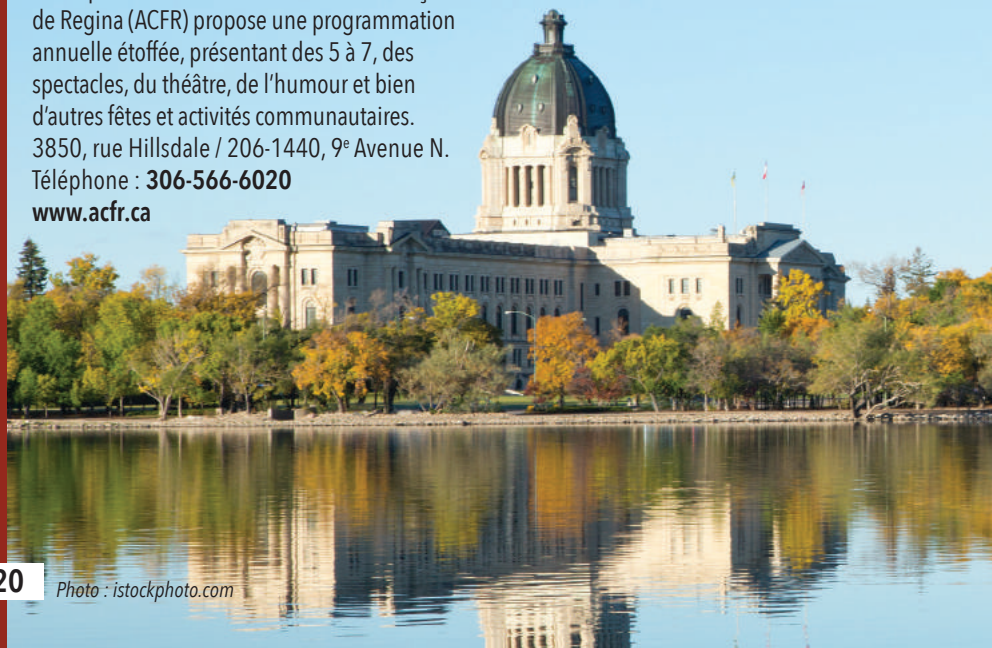 de Regina (ACFR) propose une programmation
annuelle étoffée, présentant des 5 à 7, des
spectacles, du théâtre, de l’humour et bien
d’autres fêtes et activités communautaires.
3850, rue Hillsdale / 206-1440, 9ᵉ Avenue N.
Téléphone : 306-566-6020
www.acfr.ca
20
Photo : istockphoto.com